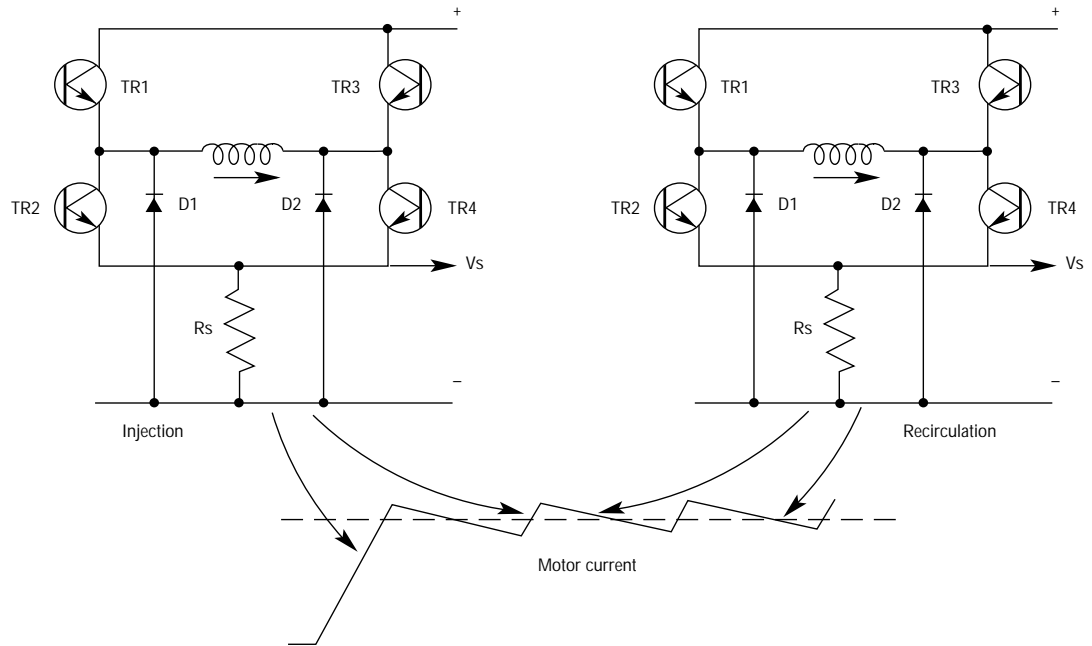 +
TR1
TR3
TR2
D1
D2
TR4
Vs
Rs
–
Injection
+
TR1
TR3
TR2
D1
D2
TR4
Vs
Rs
–
Recirculation
Motor current